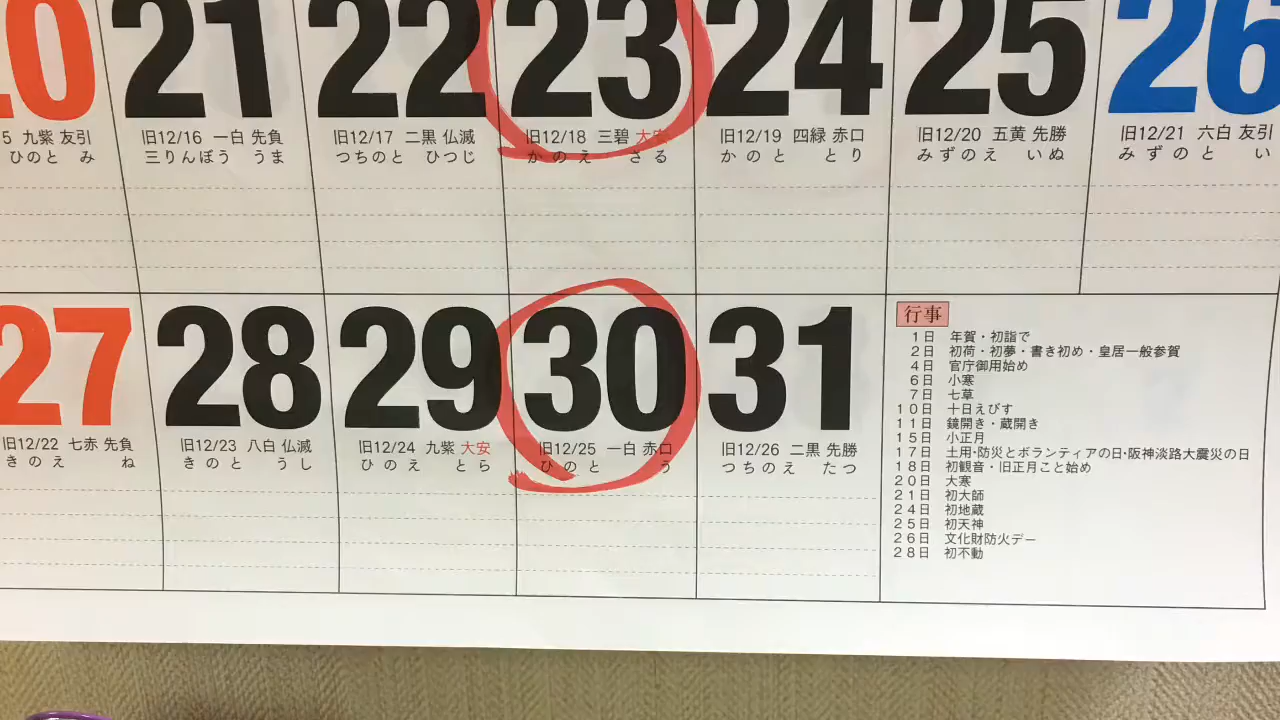 20 21 22 23 24 25 26
5 九紫 友引 旧12/16 一白 先負 旧12/17 二黒 仏滅 旧12/18 三碧 大安 旧12/19 四緑 赤口 旧12/20 五黄 先勝 旧12/21 六白 友引
ひのと み 三りんぼう うま つちのと ひつじ かのえ さる かのと とり みずのえ いぬ みずのと い
27 28 29 30 31
旧12/22 七赤 先負 旧12/23 八白 仏滅 旧12/24 九紫 大安 旧12/25 一白 赤口 旧12/26 二黒 先勝
きのえ ね きのと うし ひのえ とら ひのと う つちのえ たつ
行事
1日 年賀・初詣で
2日 初荷・初夢・書き初め・皇居一般参賀
4日 官庁御用始め
6日 小寒
7日 七草
10日 十日えびす
11日 鏡開き・蔵開き
15日 小正月
17日 土用・防災とボランティアの日・阪神淡路大震災の日
18日 初観音・旧正月こと始め
20日 大寒
21日 初大師
24日 初地蔵
25日 初天神
26日 文化財防火デー
28日 初不動